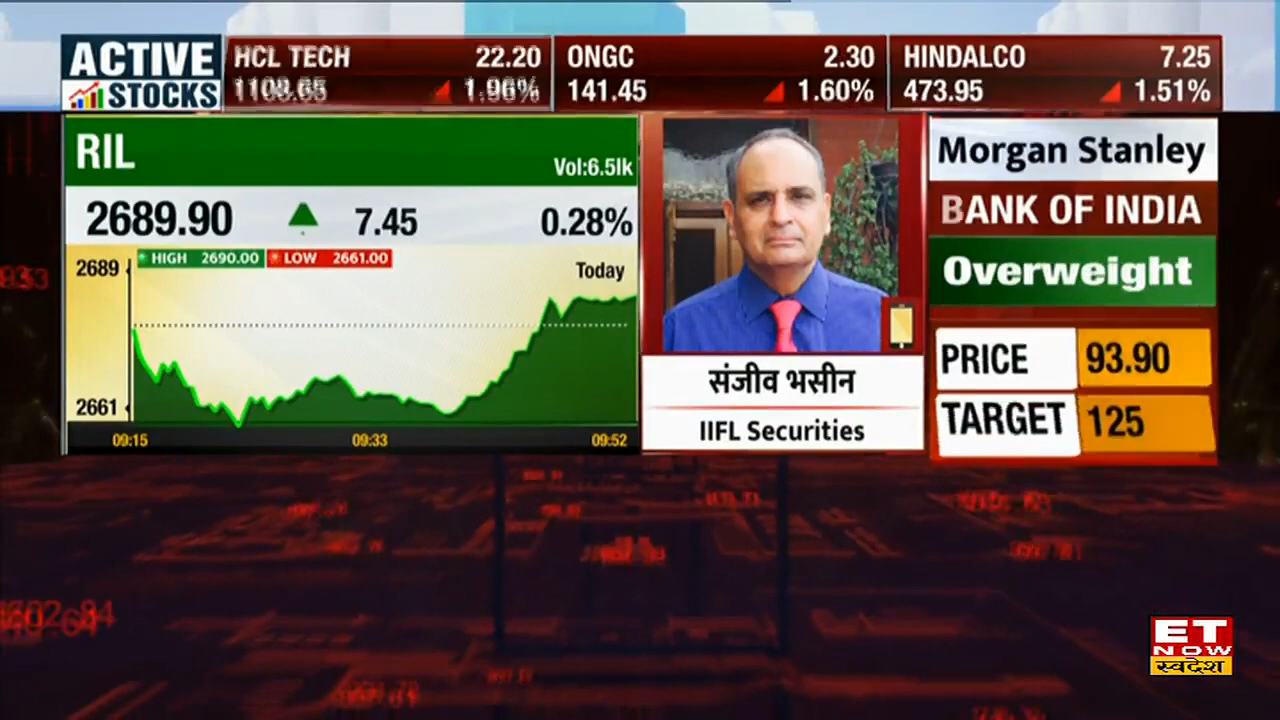 ACTIVE
STOCKS
HCL TECH 22.20
1108.65 1.96%
ONGC 2.30
141.45 1.60%
HINDALCO 7.25
473.95 1.51%
RIL
Vol:6.5lk
2689.90 7.45 0.28%
HIGH 2690.00 LOW 2661.00
Today
2689
2661
09:15 09:33 09:52
संजीव भसीन
IIFL Securities
Morgan Stanley
BANK OF INDIA
Overweight
PRICE 93.90
TARGET 125
ET
NOW
स्वदेश